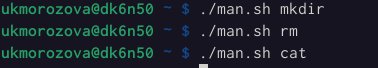 ukmorozova@dk6n50 ~ $ ./man.sh mkdir
ukmorozova@dk6n50 ~ $ ./man.sh rm
ukmorozova@dk6n50 ~ $ ./man.sh cat